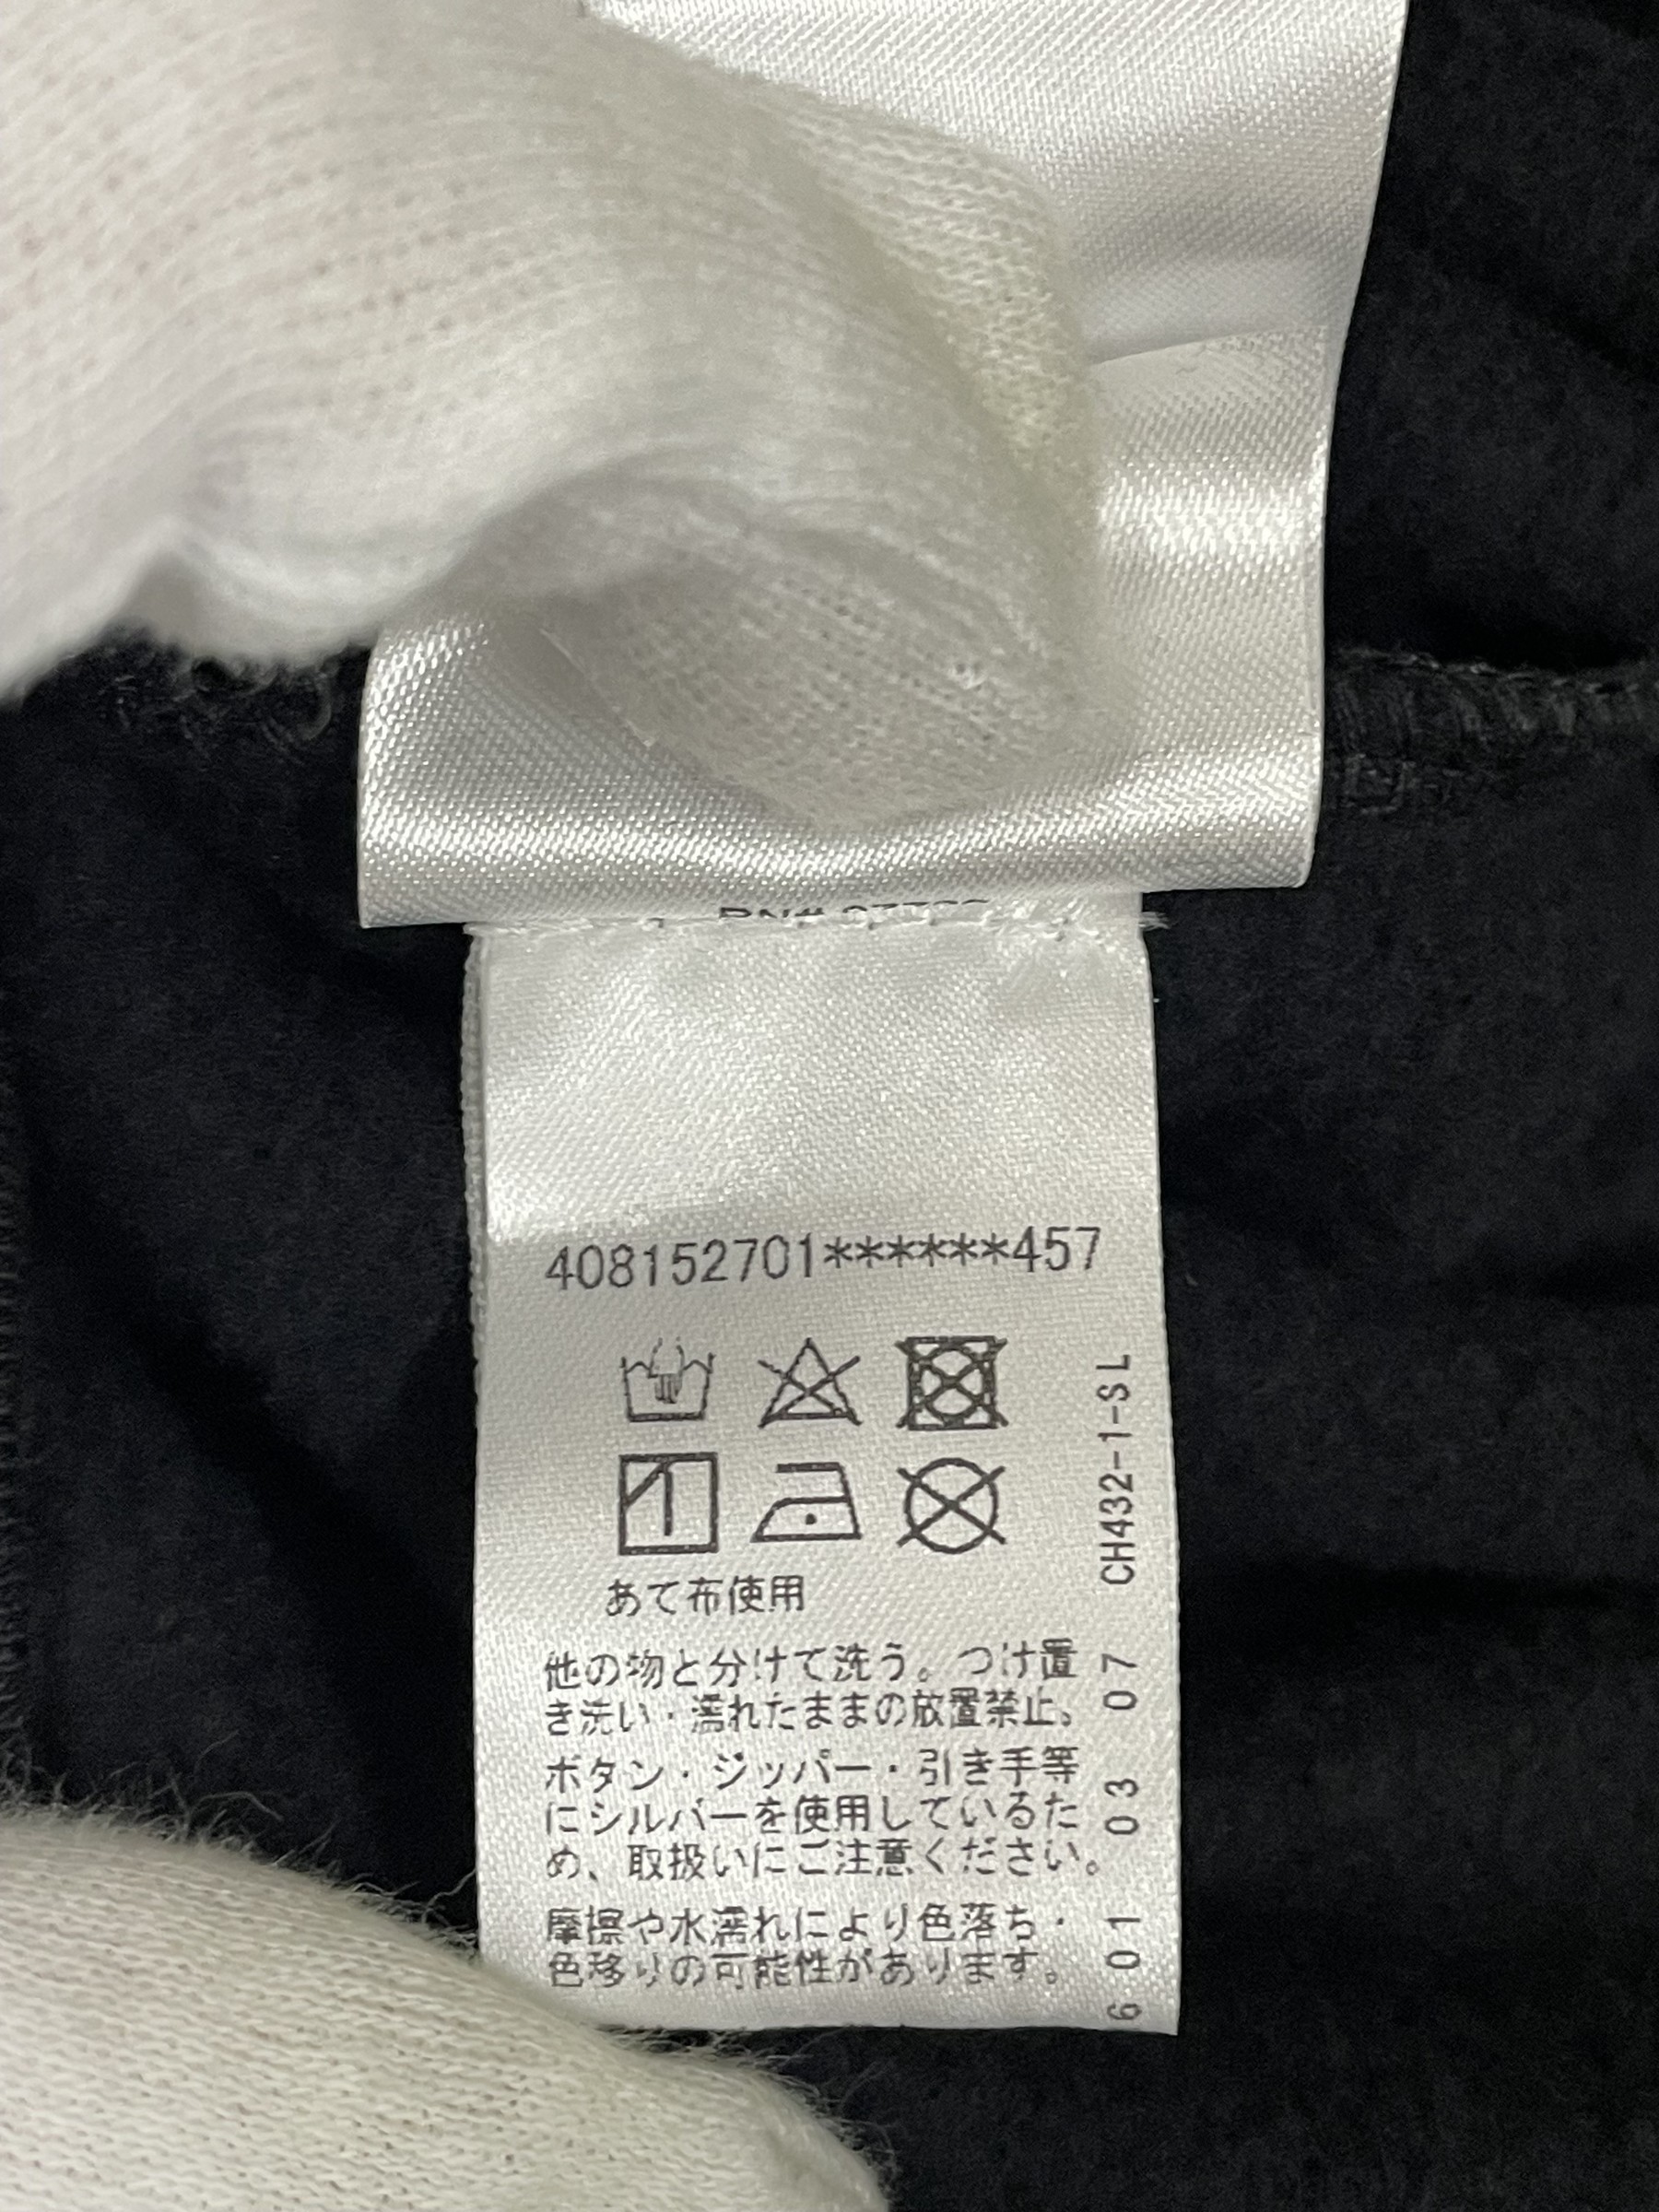 408152701******457
あて布使用
他の物と分けて洗う。つけ置
き洗い・濡れたままの放置禁止。
ボタン・ジッパー・引き手等
にシルバーを使用しているた
め、取扱いにご注意ください。
摩擦や水濡れにより色落ち・
色移りの可能性があります。
6 01 03 07 CH432-1-SL